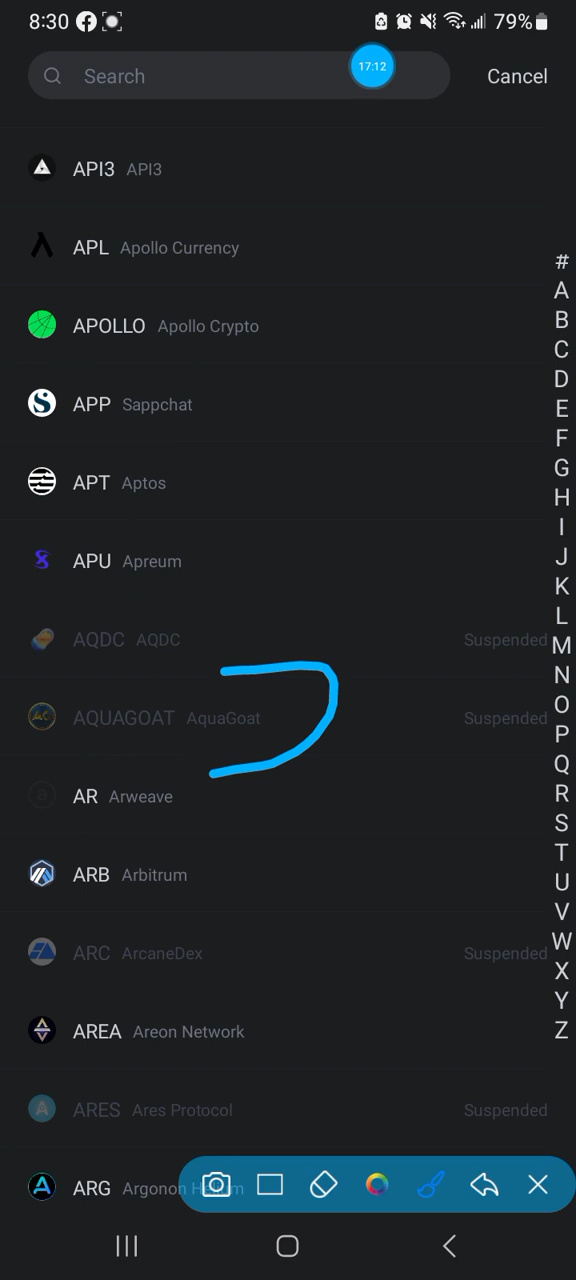 8:30 79%
Search 17:12 Cancel
API3 API3
APL Apollo Currency
APOLLO Apollo Crypto
APP Sappchat
APT Aptos
APU Apreum
AQDC AQDC Suspended
AQUAGOAT AquaGoat Suspended
AR Arweave
ARB Arbitrum
ARC ArcaneDex Suspended
AREA Areon Network
ARES Ares Protocol Suspended
ARG Argonon Helium
#
A
B
C
D
E
F
G
H
I
J
K
L
M
N
O
P
Q
R
S
T
U
V
W
X
Y
Z